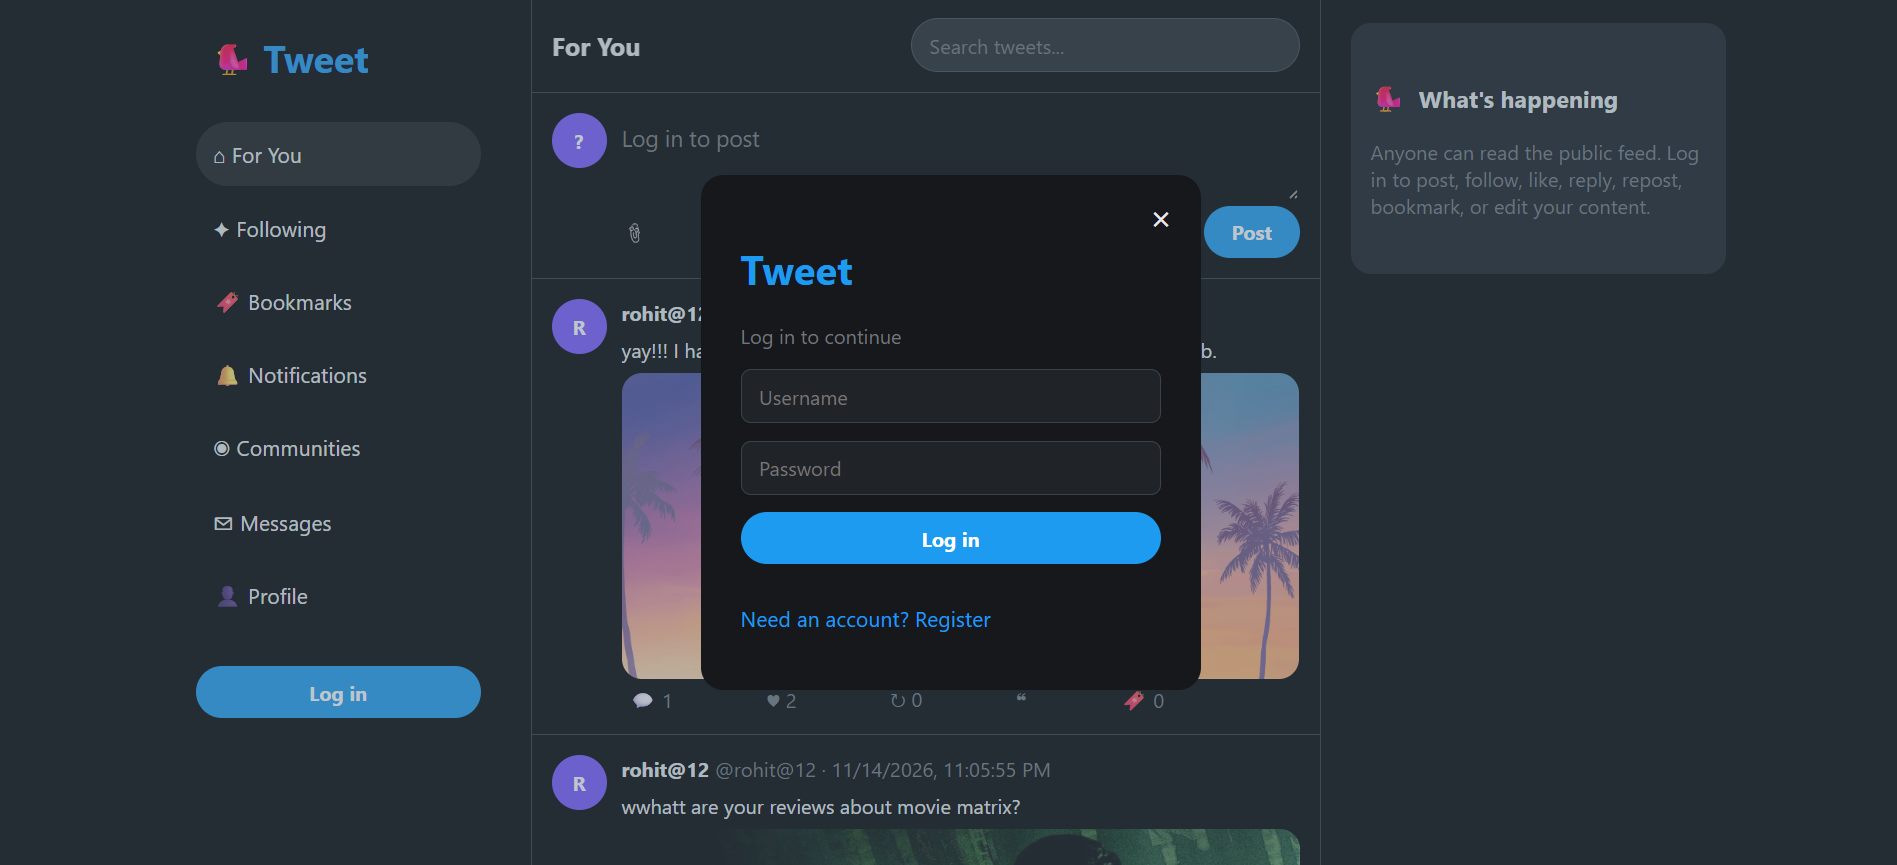 Tweet
For You
Following
Bookmarks
Notifications
Communities
Messages
Profile
Log in
For You
Search tweets...
?
Log in to post
Post
R
rohit@12
yay!!! I ha
b.
1
2
0
0
R
rohit@12 @rohit@12 · 11/14/2026, 11:05:55 PM
wwhatt are your reviews about movie matrix?
✕
Tweet
Log in to continue
Username
Password
Log in
Need an account? Register
What's happening
Anyone can read the public feed. Log
in to post, follow, like, reply, repost,
bookmark, or edit your content.